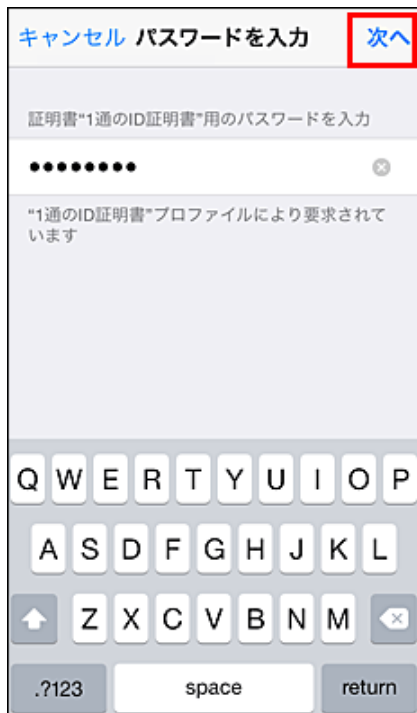 キャンセル パスワードを入力 次へ
証明書“1通のID証明書”用のパスワードを入力
••••••••
“1通のID証明書”プロファイルにより要求されて
います
Q W E R T Y U I O P
A S D F G H J K L
Z X C V B N M
.?123 space return